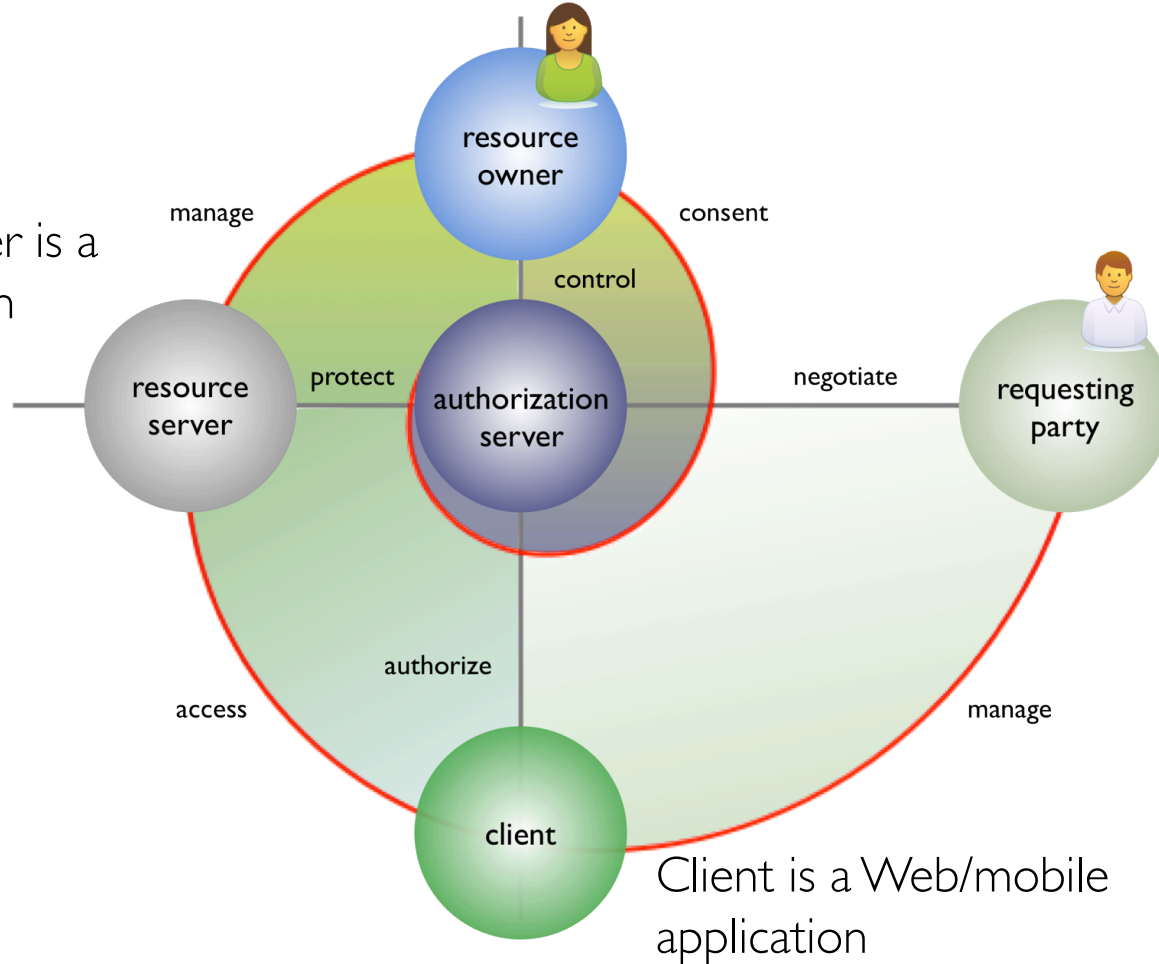 resource
owner
manage
consent
er is a
n
control
resource
server
protect
authorization
server
negotiate
requesting
party
authorize
access
manage
client
Client is a Web/mobile
application